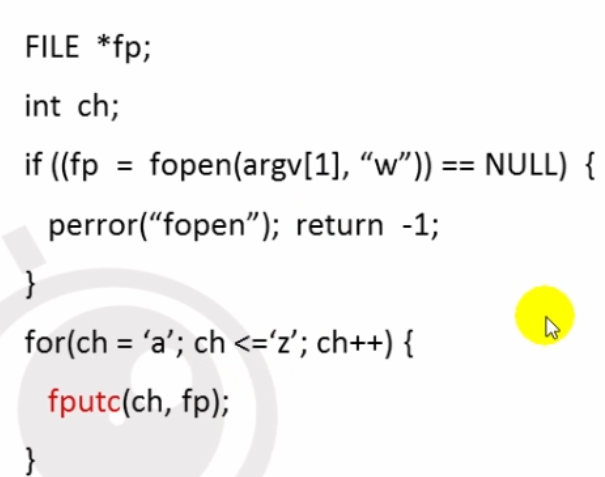 FILE *fp;
int ch;
if ((fp = fopen(argv[1], “w”)) == NULL) {
perror(“fopen”); return -1;
}
for(ch = ‘a’; ch <=‘z’; ch++) {
fputc(ch, fp);
}